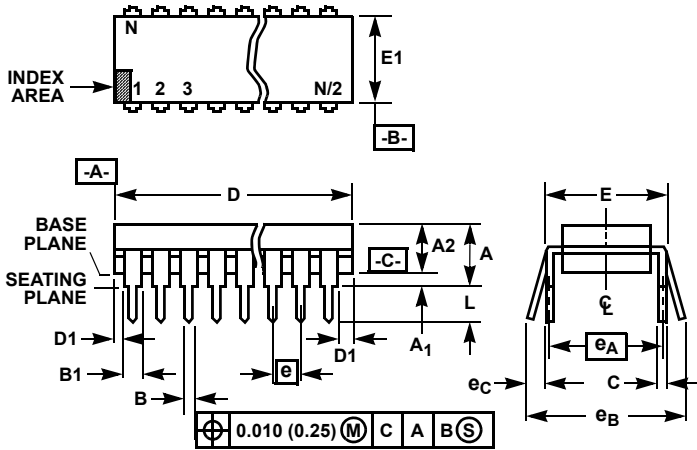 N
E1
INDEX
AREA
1 2 3 N/2
-B-
-A-
D
E
BASE
PLANE
A2 A
-C-
SEATING
PLANE
L
C
L
D1
A1
D1
eA
B1
e
eC
C
B
eB
0.010 (0.25) M C A B S